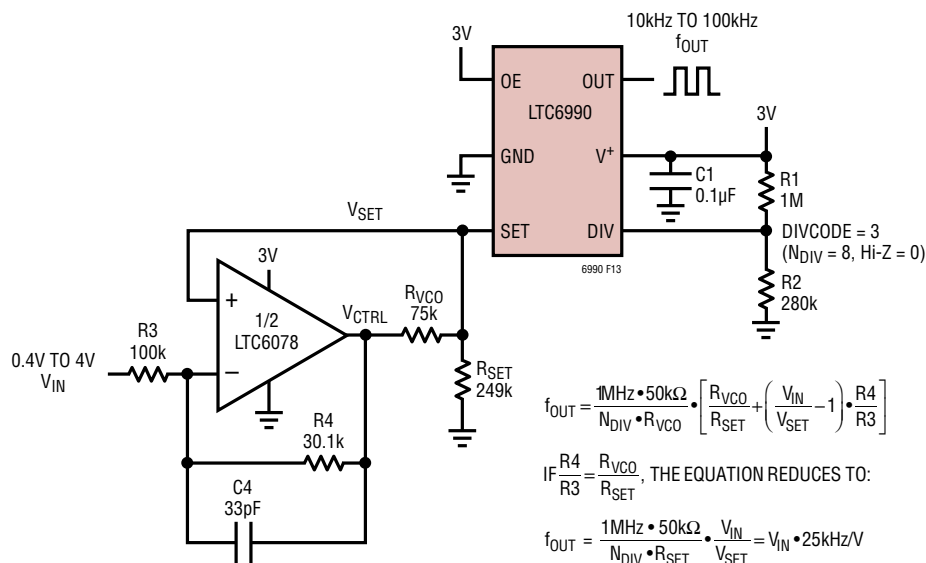 10kHz TO 100kHz
fOUT
3V
OE
OUT
LTC6990
3V
GND
V+
C1
0.1µF
R1
1M
VSET
SET
DIV
DIVCODE = 3
(NDIV = 8, Hi-Z = 0)
6990 F13
R2
280k
3V
+
1/2
LTC6078
–
VCTRL
RVCO
75k
R3
100k
0.4V TO 4V
VIN
RSET
249k
R4
30.1k
C4
33pF
fOUT = 1MHz • 50kΩ / NDIV • RVCO • [RVCO / RSET + (VIN / VSET – 1) • R4 / R3]
IF R4 / R3 = RVCO / RSET, THE EQUATION REDUCES TO:
fOUT = 1MHz • 50kΩ / NDIV • RSET • VIN / VSET = VIN • 25kHz/V